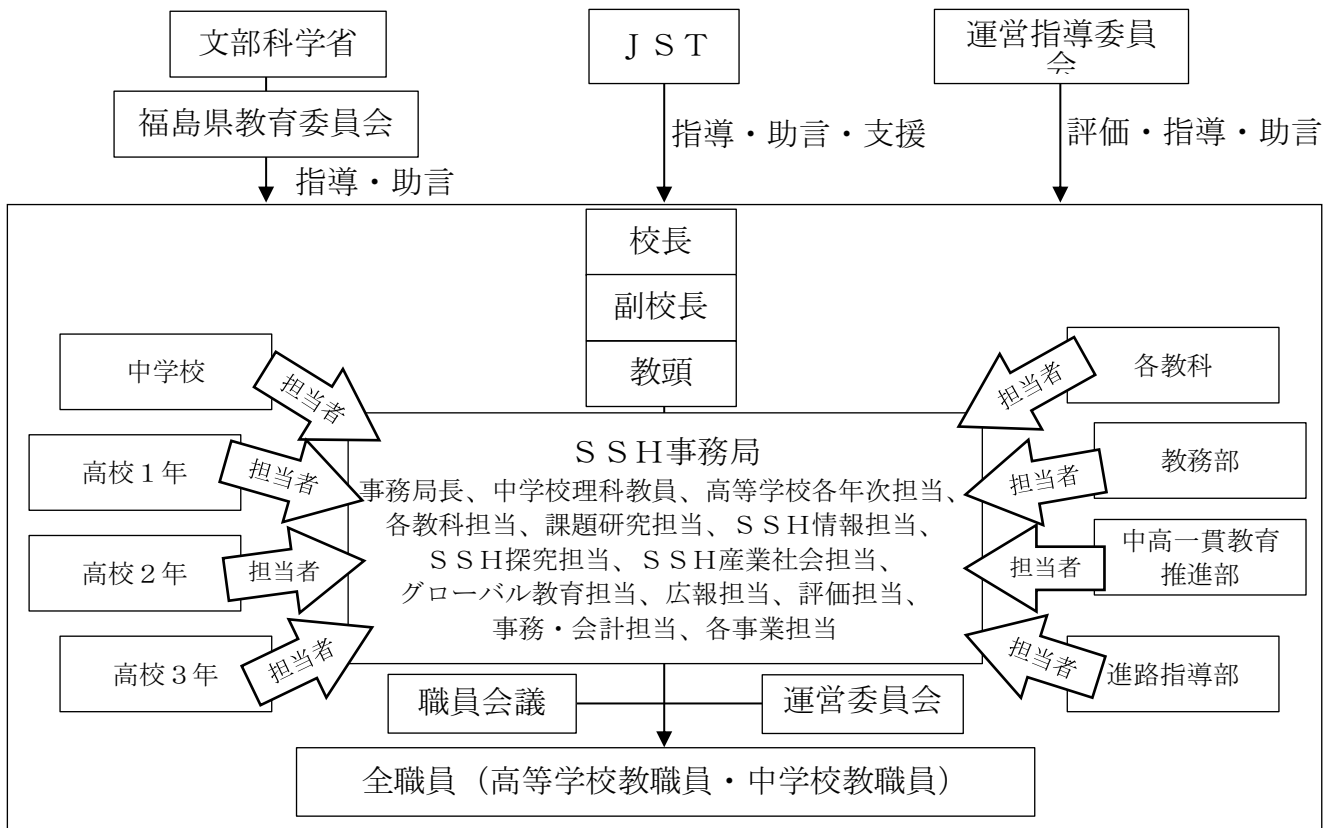 文部科学省
ＪＳＴ
運営指導委員
会
福島県教育委員会
指導・助言・支援
評価・指導・助言
指導・助言
校長
副校長
教頭
中学校
担当者
高校１年
担当者
高校２年
担当者
高校３年
担当者
各教科
担当者
教務部
担当者
中高一貫教育
推進部
担当者
進路指導部
担当者
ＳＳＨ事務局
事務局長、中学校理科教員、高等学校各年次担当、
各教科担当、課題研究担当、ＳＳＨ情報担当、
ＳＳＨ探究担当、ＳＳＨ産業社会担当、
グローバル教育担当、広報担当、評価担当、
事務・会計担当、各事業担当
職員会議
運営委員会
全職員（高等学校教職員・中学校教職員）